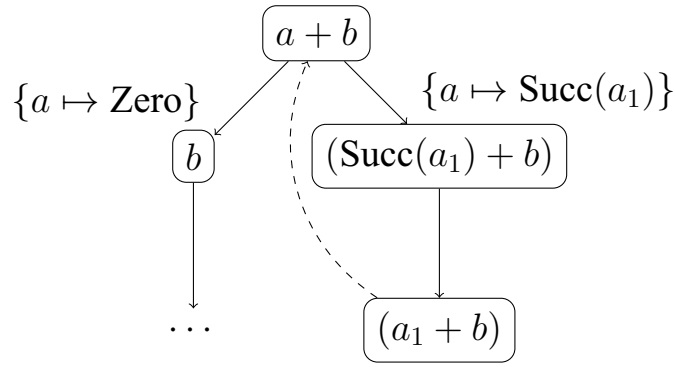 a + b
{a ↦ Zero}
{a ↦ Succ(a₁)}
b
(Succ(a₁) + b)
· · ·
(a₁ + b)